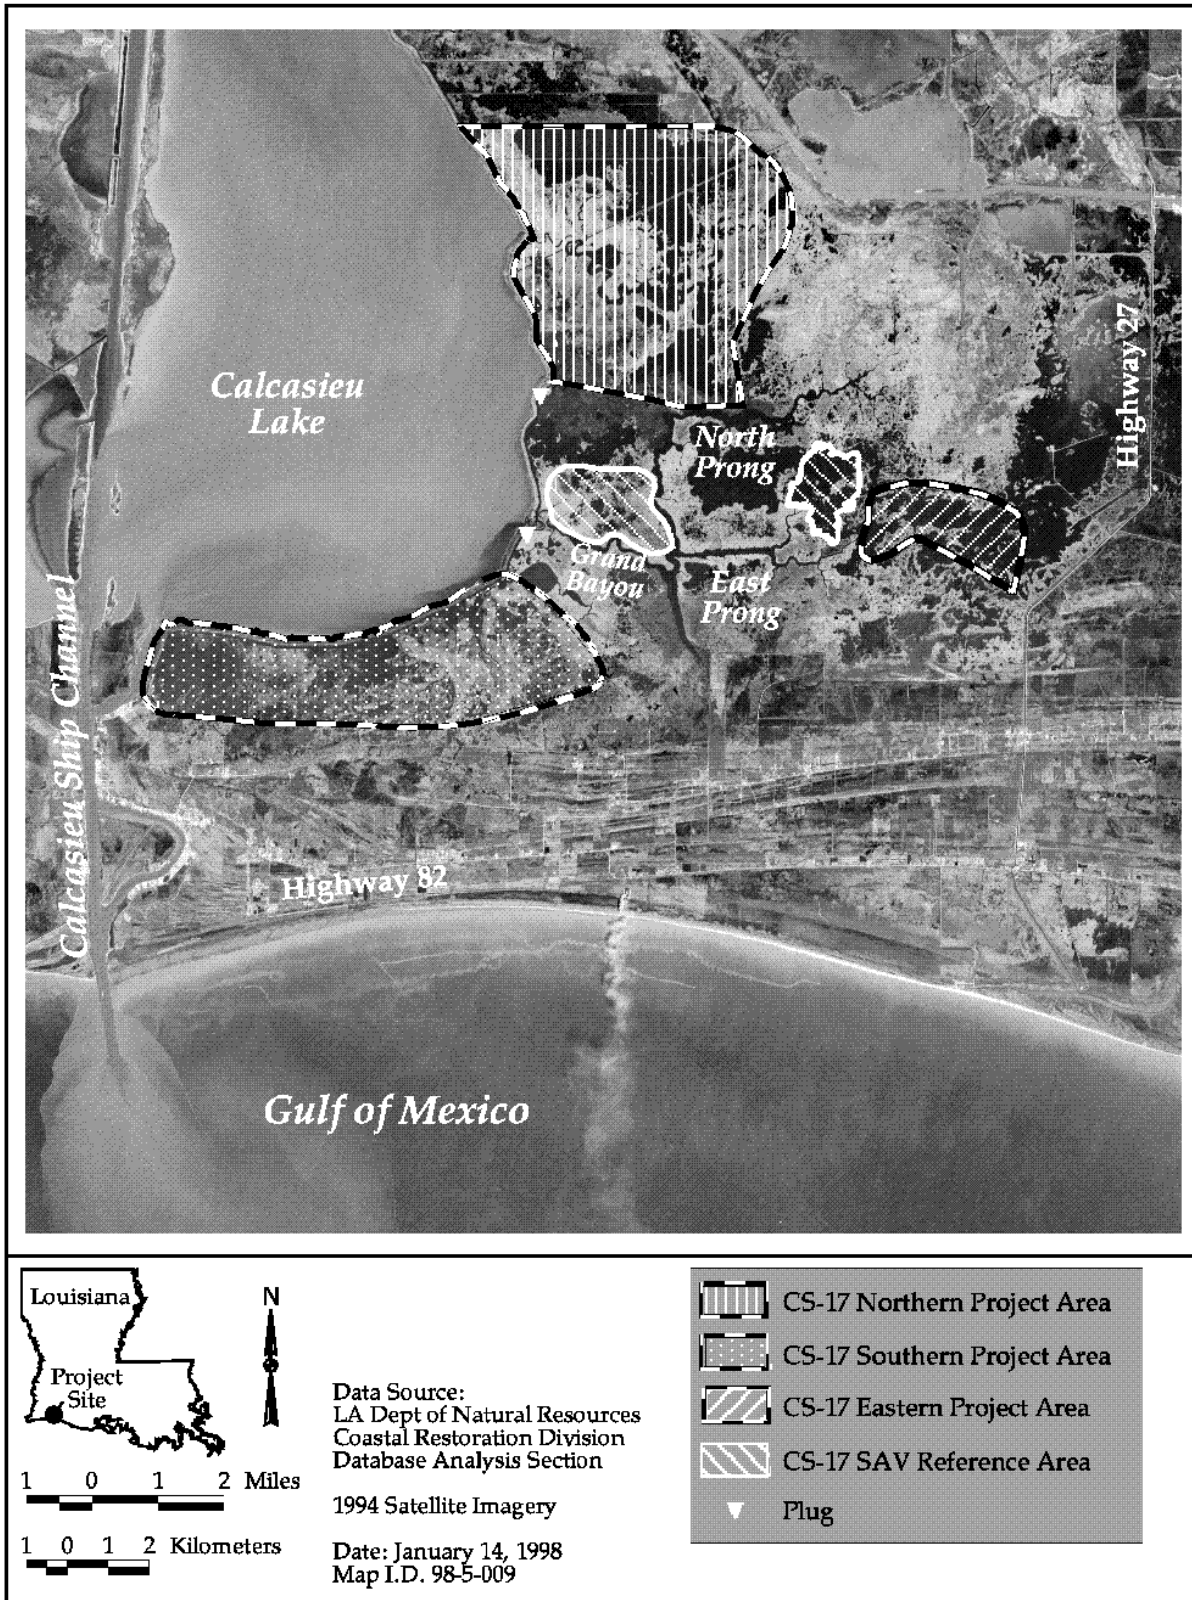 Calcasieu
Lake
North
Prong
Highway 27
Grand
Bayou
East
Prong
Calcasieu Ship Channel
Highway 82
Gulf of Mexico
Louisiana
Project
Site
N
1 0 1 2 Miles
1 0 1 2 Kilometers
Data Source:
LA Dept of Natural Resources
Coastal Restoration Division
Database Analysis Section
1994 Satellite Imagery
Date: January 14, 1998
Map I.D. 98-5-009
CS-17 Northern Project Area
CS-17 Southern Project Area
CS-17 Eastern Project Area
CS-17 SAV Reference Area
Plug